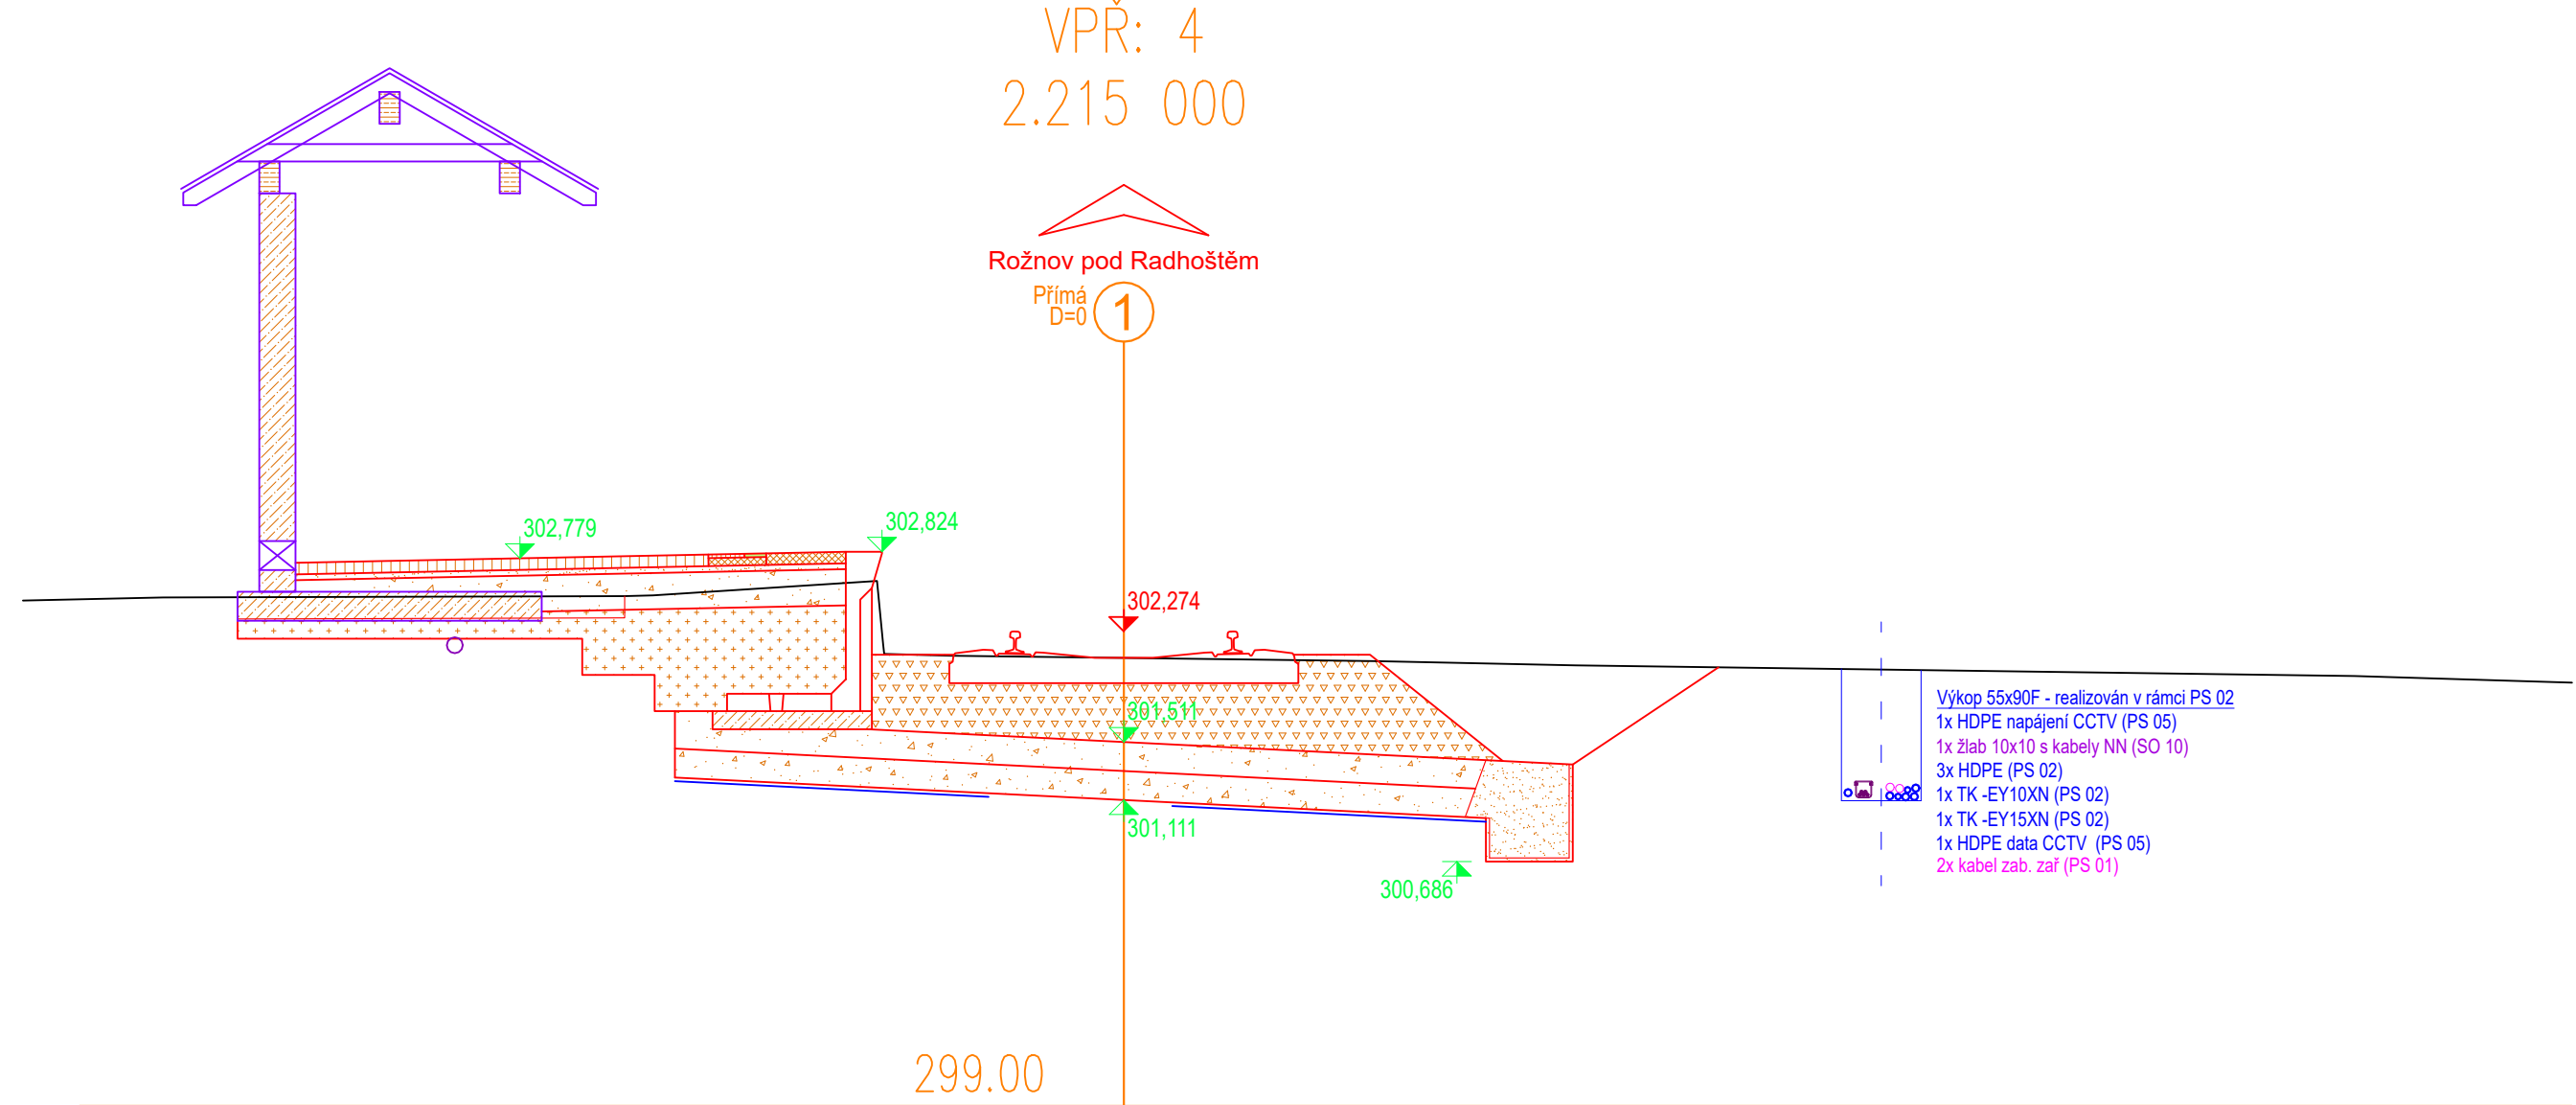 VPŘ: 4
2.215 000
Rožnov pod Radhoštěm
Přímá
D=0
1
302,779
302,824
302,274
301,511
301,111
300,686
Výkop 55x90F - realizován v rámci PS 02
1x HDPE napájení CCTV (PS 05)
1x žlab 10x10 s kabely NN (SO 10)
3x HDPE (PS 02)
1x TK -EY10XN (PS 02)
1x TK -EY15XN (PS 02)
1x HDPE data CCTV  (PS 05)
2x kabel zab. zař (PS 01)
299.00